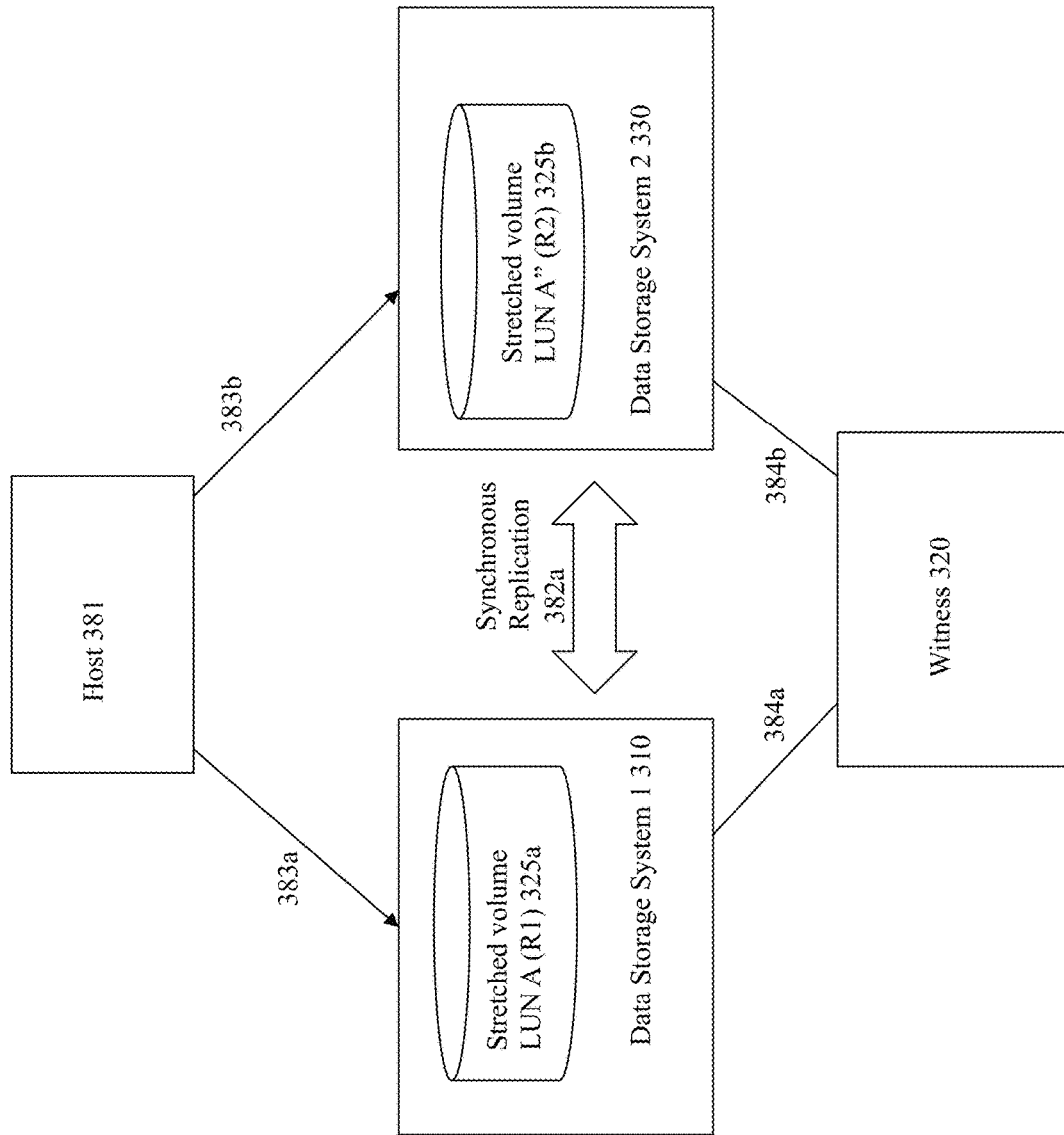 Host 381
383a
383b
Stretched volume
LUN A (R1) 325a
Data Storage System 1 310
Synchronous
Replication
382a
Stretched volume
LUN A” (R2) 325b
Data Storage System 2 330
384a
384b
Witness 320